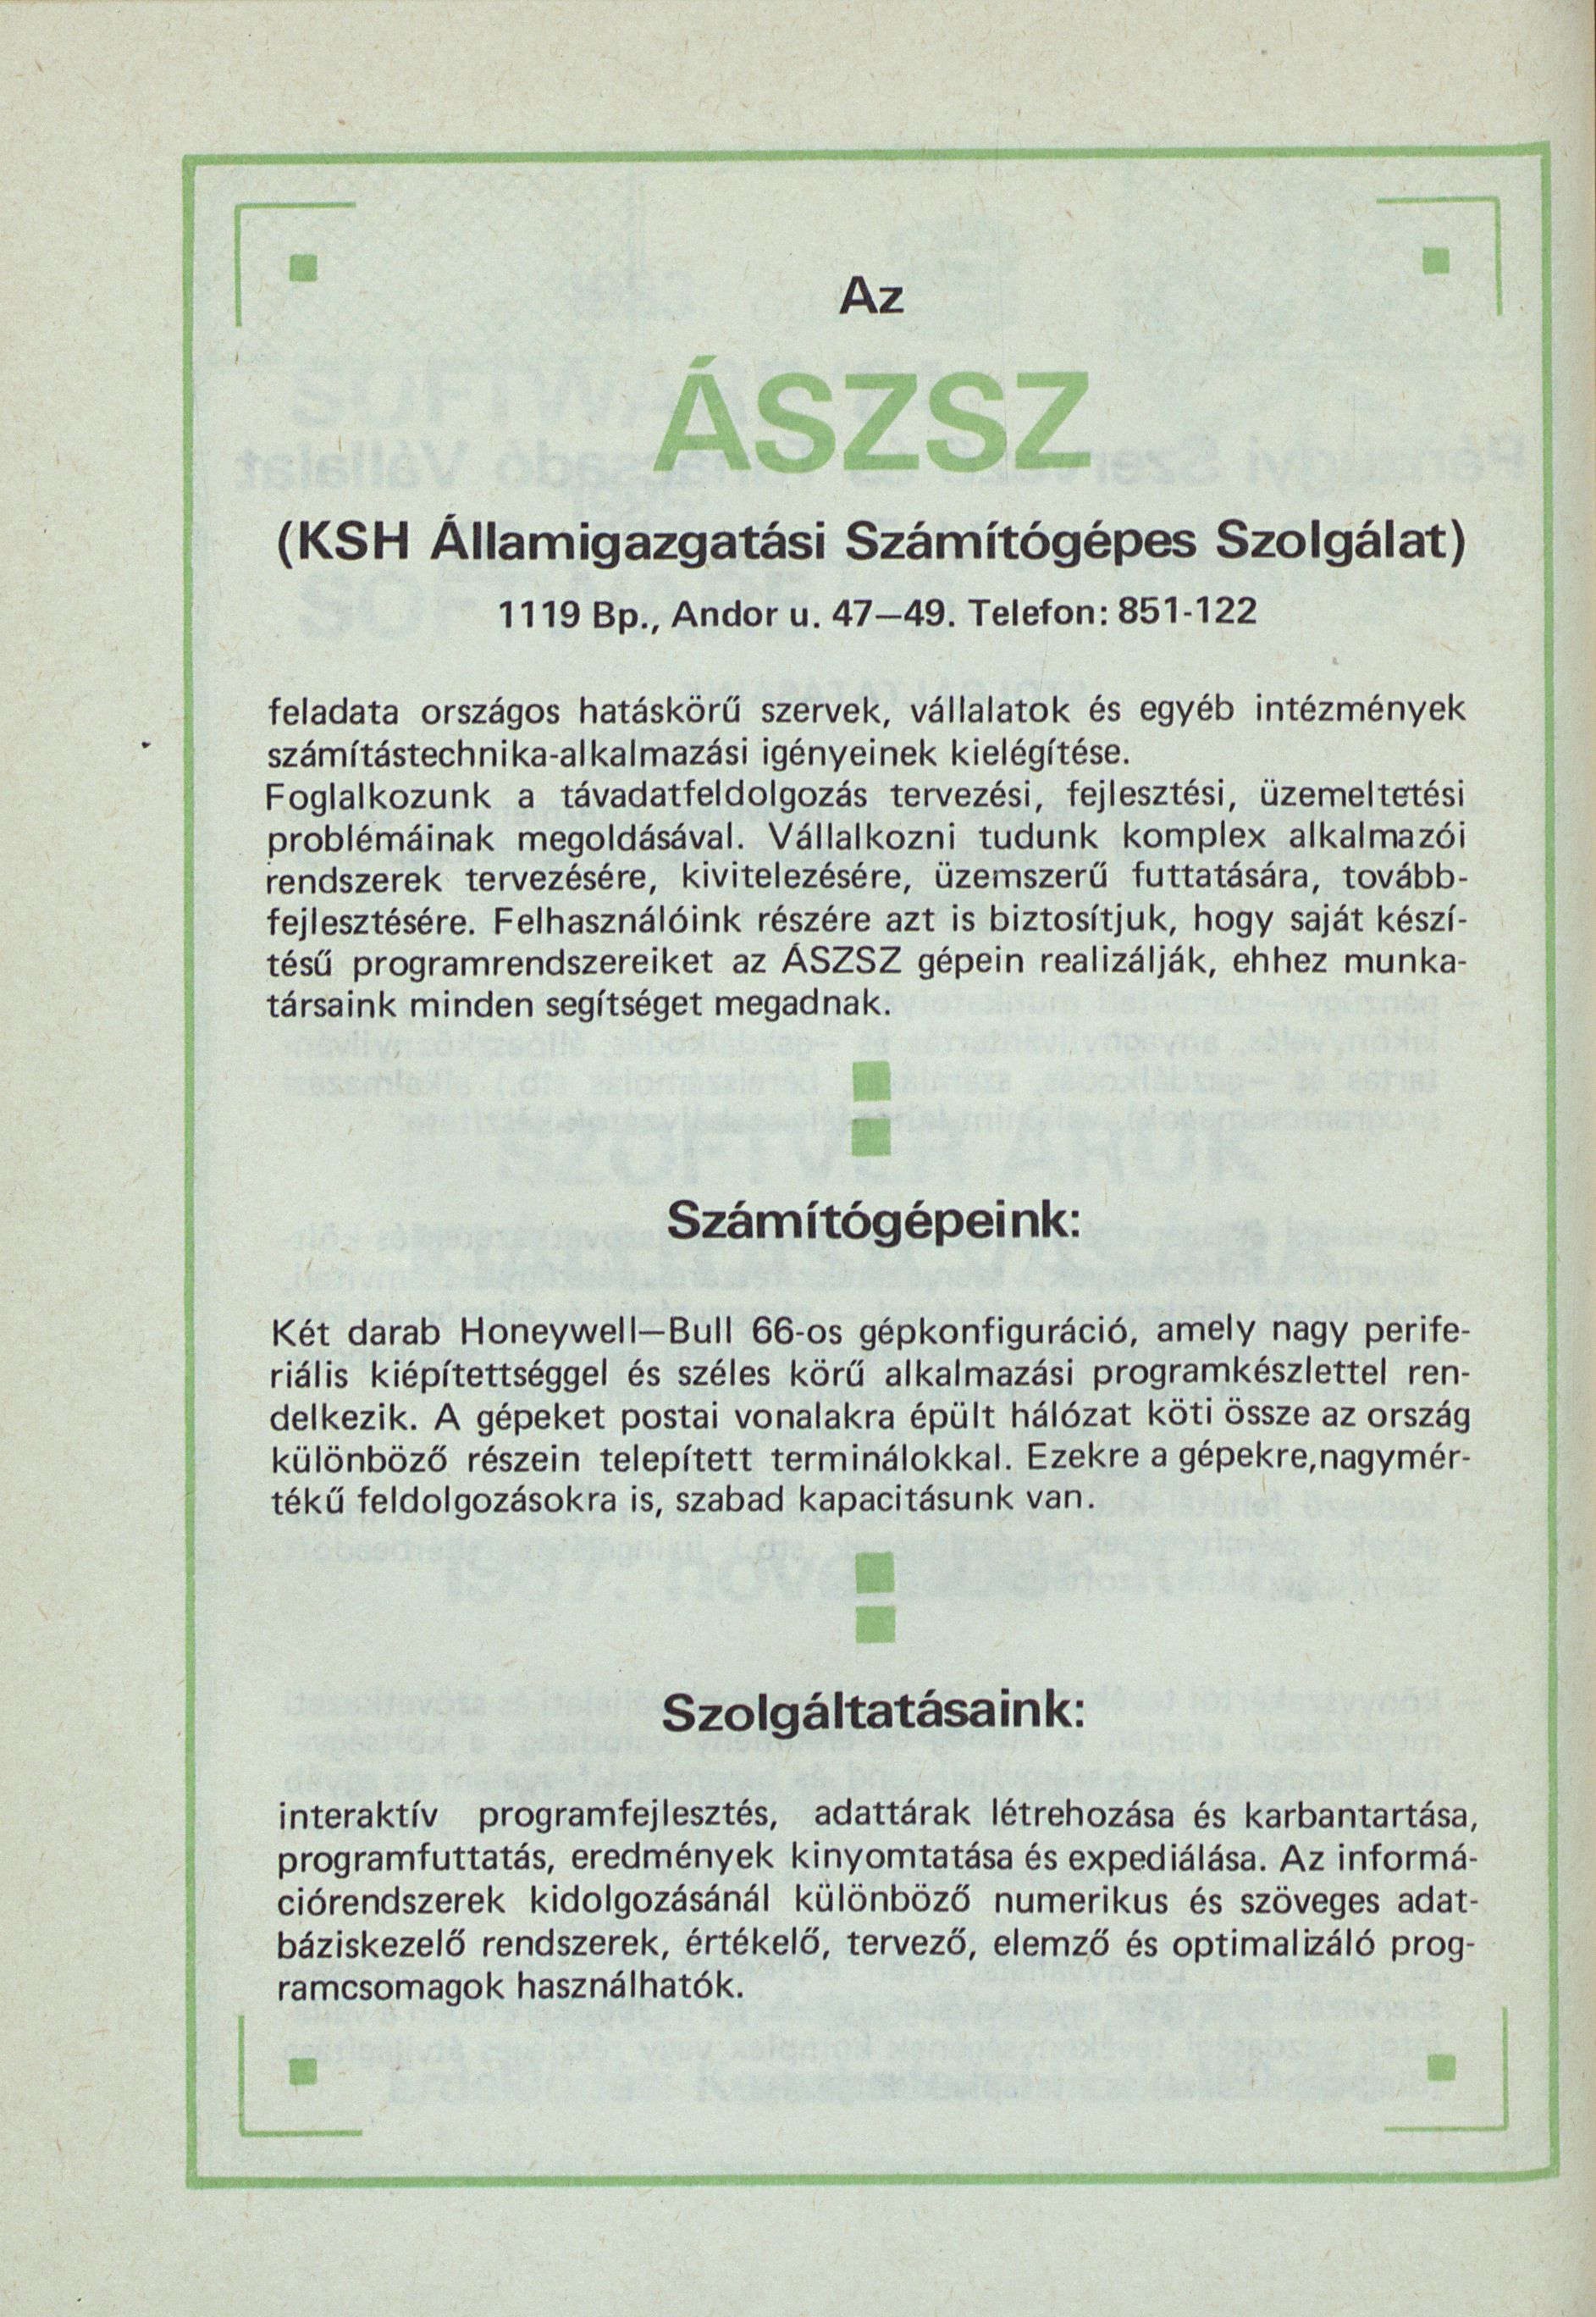 Az
ÁSZSZ
(KSH Államigazgatási Számítógépes Szolgálat)
1119 Bp., Andor u. 47—49. Telefon: 851-122
feladata országos hatáskörű szervek, vállalatok és egyéb intézmények
számítástechnika-alkalmazási igényeinek kielégítése.
Foglalkozunk a távadatfeldolgozás tervezési, fejlesztési, üzemeltetési
problémáinak megoldásával. Vállalkozni tudunk komplex alkalmazói
rendszerek tervezésére, kivitelezésére, üzemszerű futtatására, tovább-
fejlesztésére. Felhasználóink részére azt is biztosítjuk, hogy saját készí-
tésű programrendszereiket az ÁSZSZ gépein realizálják, ehhez munka-
társaink minden segítséget megadnak.
Számítógépeink:
Két darab Honeywell—Bull 66-os gépkonfiguráció, amely nagy perife-
riális kiépítettséggel és széles körű alkalmazási programkészlettel ren-
delkezik. A gépeket postai vonalakra épült hálózat köti össze az ország
különböző részein telepített terminálokkal. Ezekre a gépekre,nagymér-
tékű feldolgozásokra is, szabad kapacitásunk van.
Szolgáltatásaink:
interaktív programfejlesztés, adattárak létrehozása és karbantartása,
programfuttatás, eredmények kinyomtatása és expediálása. Az informá-
ciórendszerek kidolgozásánál különböző numerikus és szöveges adat-
báziskezelő rendszerek, értékelő, tervező, elemző és optimalizáló prog-
ramcsomagok használhatók.